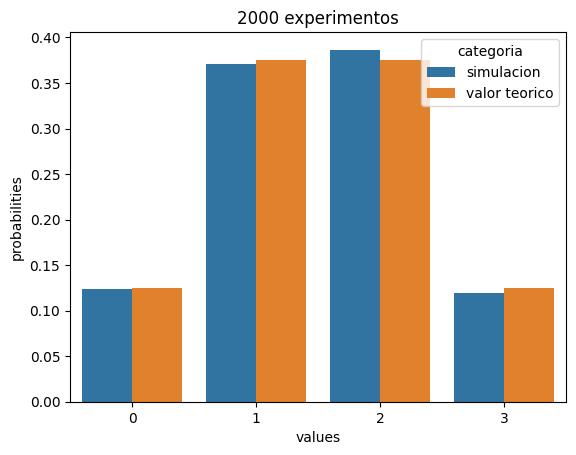 2000 experimentos
categoria
simulacion
valor teorico
probabilities
0.40
0.35
0.30
0.25
0.20
0.15
0.10
0.05
0.00
0 1 2 3
values